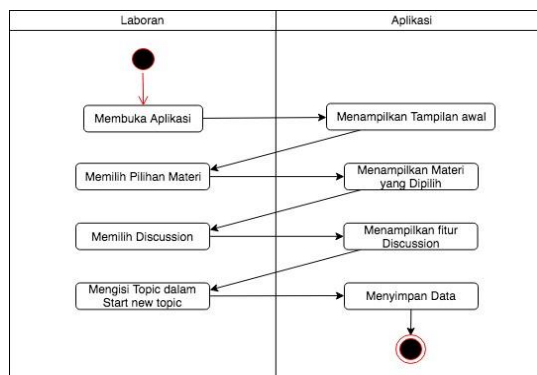 Laboran
Aplikasi
Membuka Aplikasi
Menampilkan Tampilan awal
Memilih Pilihan Materi
Menampilkan Materi
yang Dipilih
Memilih Discussion
Menampilkan fitur
Discussion
Mengisi Topic dalam
Start new topic
Menyimpan Data